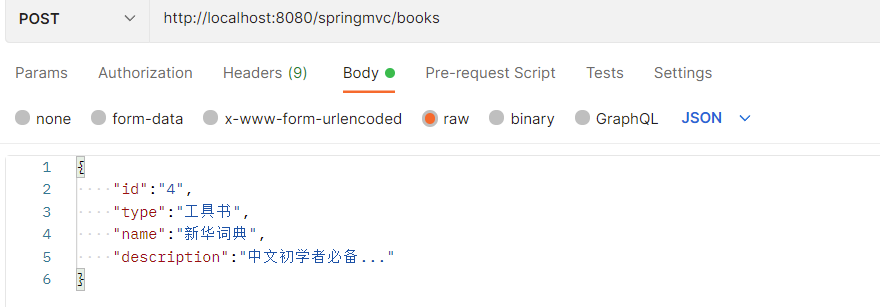 POST http://localhost:8080/springmvc/books
Params Authorization Headers (9) Body Pre-request Script Tests Settings
none form-data x-www-form-urlencoded raw binary GraphQL JSON
1 {
2 "id":"4",
3 "type":"工具书",
4 "name":"新华词典",
5 "description":"中文初学者必备..."
6 }